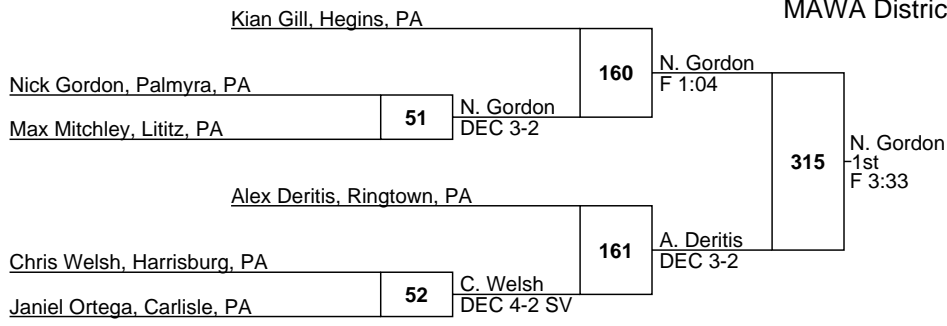 MAWA Distric
Kian Gill, Hegins, PA
160
N. Gordon
F 1:04
Nick Gordon, Palmyra, PA
51
N. Gordon
DEC 3-2
Max Mitchley, Lititz, PA
315
N. Gordon
1st
F 3:33
Alex Deritis, Ringtown, PA
161
A. Deritis
DEC 3-2
Chris Welsh, Harrisburg, PA
52
C. Welsh
DEC 4-2 SV
Janiel Ortega, Carlisle, PA